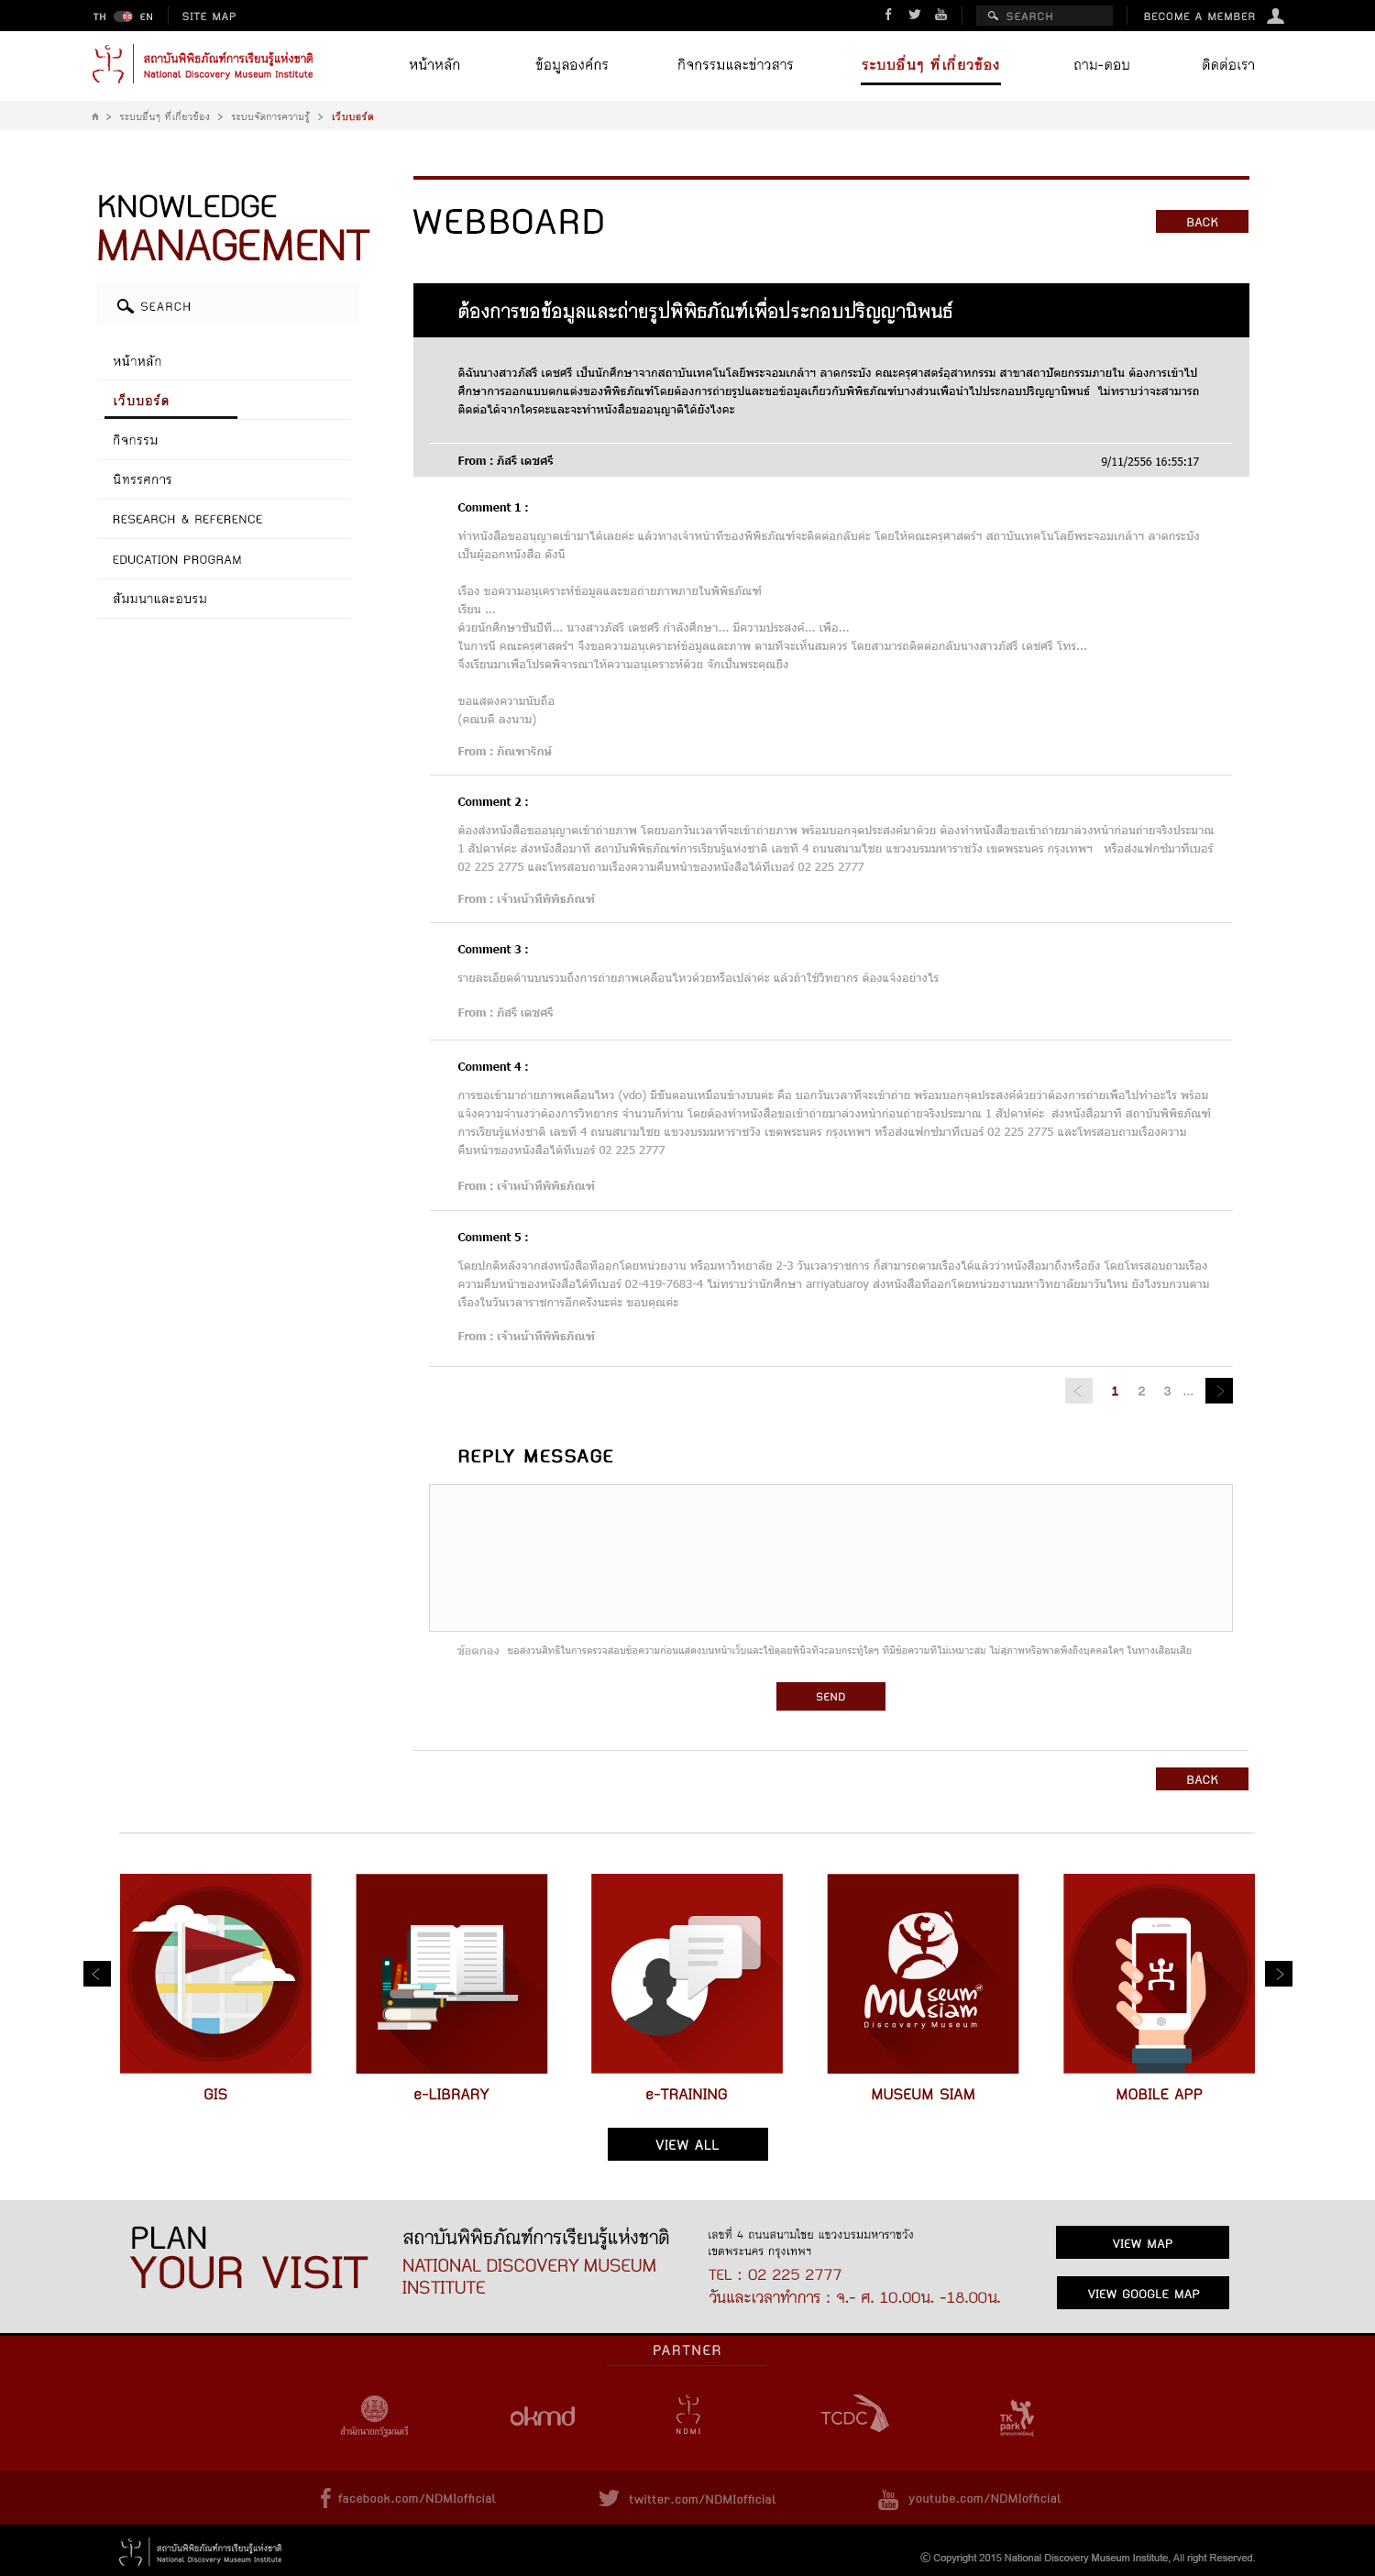 TH EN SITE MAP SEARCH BECOME A MEMBER
สถาบันพิพิธภัณฑ์การเรียนรู้แห่งชาติ
National Discovery Museum Institute
หน้าหลัก ข้อมูลองค์กร กิจกรรมและข่าวสาร ระบบอื่นๆ ที่เกี่ยวข้อง ถาม-ตอบ ติดต่อเรา
> ระบบอื่นๆ ที่เกี่ยวข้อง > ระบบจัดการความรู้ > เว็บบอร์ด
KNOWLEDGE
MANAGEMENT
SEARCH
หน้าหลัก
เว็บบอร์ด
กิจกรรม
นิทรรศการ
RESEARCH & REFERENCE
EDUCATION PROGRAM
สัมมนาและอบรม
WEBBOARD
BACK
ต้องการขอข้อมูลและถ่ายรูปพิพิธภัณฑ์เพื่อประกอบปริญญานิพนธ์
ดิฉันนางสาวภัสรี เดชศรี เป็นนักศึกษาจากสถาบันเทคโนโลยีพระจอมเกล้าฯ ลาดกระบัง คณะครุศาสตร์อุสาหกรรม สาขาสถาปัตยกรรมภายใน ต้องการเข้าไป
ศึกษาการออกแบบตกแต่งของพิพิธภัณฑ์โดยต้องการถ่ายรูปและขอข้อมูลเกี่ยวกับพิพิธภัณฑ์บางส่วนเพื่อนำไปประกอบปริญญานิพนธ์ ไม่ทราบว่าจะสามารถ
ติดต่อได้จากใครคะและจะทำหนังสือขออนุญาติได้ยังไงคะ
From : ภัสรี เดชศรี 9/11/2556 16:55:17
Comment 1 :
ทำหนังสือขออนุญาตเข้ามาได้เลยค่ะ แล้วทางเจ้าหน้าที่ของพิพิธภัณฑ์จะติดต่อกลับค่ะ โดยให้คณะครุศาสตร์ฯ สถาบันเทคโนโลยีพระจอมเกล้าฯ ลาดกระบัง
เป็นผู้ออกหนังสือ ดังนี้
เรื่อง ขอความอนุเคราะห์ข้อมูลและขอถ่ายภาพภายในพิพิธภัณฑ์
เรียน ...
ด้วยนักศึกษาชั้นปีที่... นางสาวภัสรี เดชศรี กำลังศึกษา... มีความประสงค์... เพื่อ...
ในการนี้ คณะครุศาสตร์ฯ จึงขอความอนุเคราะห์ข้อมูลและภาพ ตามที่จะเห็นสมควร โดยสามารถติดต่อกลับนางสาวภัสรี เดชศรี โทร...
จึงเรียนมาเพื่อโปรดพิจารณาให้ความอนุเคราะห์ด้วย จักเป็นพระคุณยิ่ง
ขอแสดงความนับถือ
(คณบดี ลงนาม)
From : ภัณฑารักษ์
Comment 2 :
ต้องส่งหนังสือขออนุญาตเข้าถ่ายภาพ โดยบอกวันเวลาที่จะเข้าถ่ายภาพ พร้อมบอกจุดประสงค์มาด้วย ต้องทำหนังสือขอเข้าถ่ายมาล่วงหน้าก่อนถ่ายจริงประมาณ
1 สัปดาห์ค่ะ ส่งหนังสือมาที่ สถาบันพิพิธภัณฑ์การเรียนรู้แห่งชาติ เลขที่ 4 ถนนสนามไชย แขวงบรมมหาราชวัง เขตพระนคร กรุงเทพฯ หรือส่งแฟกซ์มาที่เบอร์
02 225 2775 และโทรสอบถามเรื่องความคืบหน้าของหนังสือได้ที่เบอร์ 02 225 2777
From : เจ้าหน้าที่พิพิธภัณฑ์
Comment 3 :
รายละเอียดด้านบนรวมถึงการถ่ายภาพเคลื่อนไหวด้วยหรือเปล่าค่ะ แล้วถ้าใช้วิทยากร ต้องแจ้งอย่างไร
From : ภัสรี เดชศรี
Comment 4 :
การขอเข้ามาถ่ายภาพเคลื่อนไหว (vdo) มีขั้นตอนเหมือนข้างบนค่ะ คือ บอกวันเวลาที่จะเข้าถ่าย พร้อมบอกจุดประสงค์ด้วยว่าต้องการถ่ายเพื่อไปทำอะไร พร้อม
แจ้งความจำนงว่าต้องการวิทยากร จำนวนกี่ท่าน โดยต้องทำหนังสือขอเข้าถ่ายมาล่วงหน้าก่อนถ่ายจริงประมาณ 1 สัปดาห์ค่ะ ส่งหนังสือมาที่ สถาบันพิพิธภัณฑ์
การเรียนรู้แห่งชาติ เลขที่ 4 ถนนสนามไชย แขวงบรมมหาราชวัง เขตพระนคร กรุงเทพฯ หรือส่งแฟกซ์มาที่เบอร์ 02 225 2775 และโทรสอบถามเรื่องความ
คืบหน้าของหนังสือได้ที่เบอร์ 02 225 2777
From : เจ้าหน้าที่พิพิธภัณฑ์
Comment 5 :
โดยปกติหลังจากส่งหนังสือที่ออกโดยหน่วยงาน หรือมหาวิทยาลัย 2-3 วันเวลาราชการ ก็สามารถตามเรื่องได้แล้วว่าหนังสือมาถึงหรือยัง โดยโทรสอบถามเรื่อง
ความคืบหน้าของหนังสือได้ที่เบอร์ 02-419-7683-4 ไม่ทราบว่านักศึกษา arriyatuaroy ส่งหนังสือที่ออกโดยหน่วยงานมหาวิทยาลัยมาวันไหน ยังไงรบกวนตาม
เรื่องในวันเวลาราชการอีกครั้งนะค่ะ ขอบคุณค่ะ
From : เจ้าหน้าที่พิพิธภัณฑ์
< 1 2 3 ... >
REPLY MESSAGE
ข้อตกลง ขอสงวนสิทธิ์ในการตรวจสอบข้อความก่อนแสดงบนหน้าเว็บและใช้ดุลยพินิจที่จะลบกระทู้ใดๆ ที่มีข้อความที่ไม่เหมาะสม ไม่สุภาพหรือพาดพิงถึงบุคคลใดๆ ในทางเสื่อมเสีย
SEND
BACK
MUseum siam
Discovery Museum
GIS e-LIBRARY e-TRAINING MUSEUM SIAM MOBILE APP
VIEW ALL
PLAN
YOUR VISIT
สถาบันพิพิธภัณฑ์การเรียนรู้แห่งชาติ
NATIONAL DISCOVERY MUSEUM
INSTITUTE
เลขที่ 4 ถนนสนามไชย แขวงบรมมหาราชวัง
เขตพระนคร กรุงเทพฯ
TEL : 02 225 2777
วันและเวลาทำการ : จ.- ศ. 10.00น. -18.00น.
VIEW MAP
VIEW GOOGLE MAP
PARTNER
สำนักนายกรัฐมนตรี okmd NDMI TCDC TK park
facebook.com/NDMIofficial twitter.com/NDMIofficial You Tube youtube.com/NDMIofficial
สถาบันพิพิธภัณฑ์การเรียนรู้แห่งชาติ
National Discovery Museum Institute
© Copyright 2015 National Discovery Museum Institute, All right Reserved.